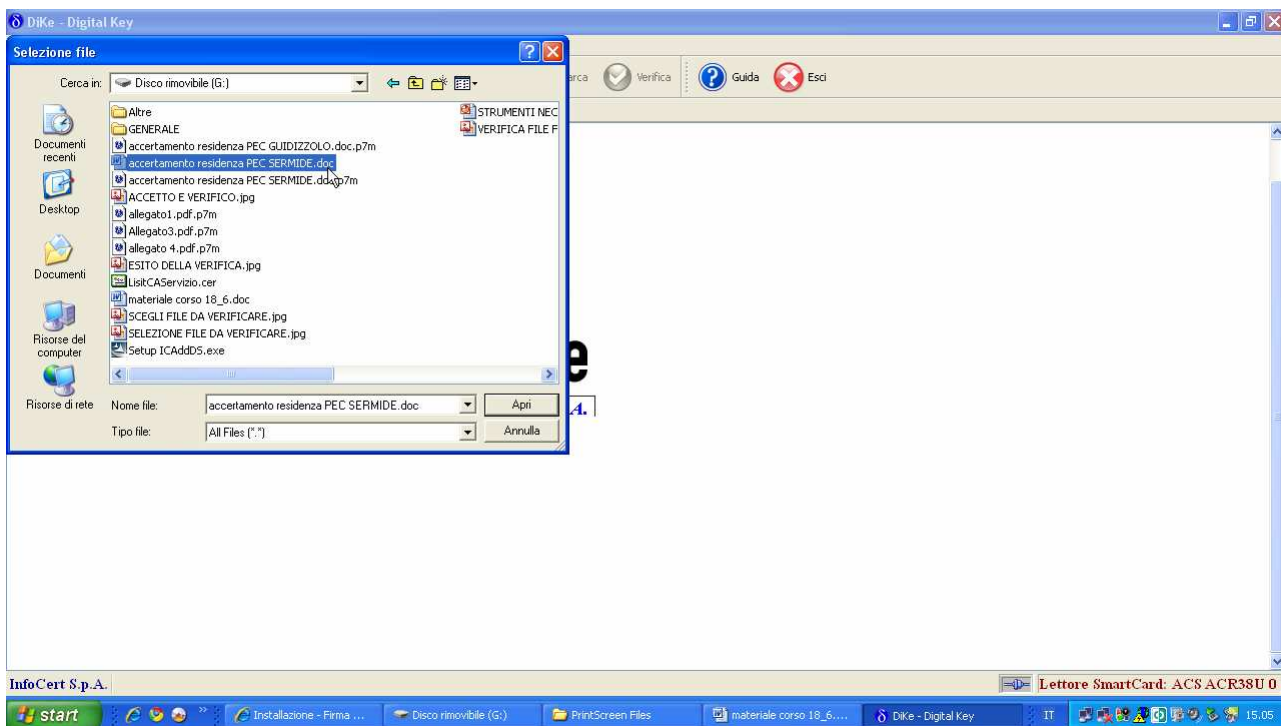 DiKe - Digital Key
Selezione file
Cerca in: Disco rimovibile (G:)
Verifica Guida Esci
Documenti recenti
Desktop
Documenti
Risorse del computer
Risorse di rete
Altre
GENERALE
accertamento residenza PEC GUIDIZZOLO.doc.p7m
accertamento residenza PEC SERMIDE.doc
accertamento residenza PEC SERMIDE.doc.p7m
ACCETTO E VERIFICO.jpg
allegato1.pdf.p7m
Allegato3.pdf.p7m
allegato 4.pdf.p7m
ESITO DELLA VERIFICA.jpg
LisitCAServizio.cer
materiale corso 18_6.doc
SCEGLI FILE DA VERIFICARE.jpg
SELEZIONE FILE DA VERIFICARE.jpg
Setup ICAddDS.exe
STRUMENTI NEC
VERIFICA FILE F
Nome file: accertamento residenza PEC SERMIDE.doc Apri
Tipo file: All Files (*.*) Annulla
e
A.
InfoCert S.p.A. Lettore SmartCard: ACS ACR38U 0
start Installazione - Firma ... Disco rimovibile (G:) PrintScreen Files materiale corso 18_6.... DiKe - Digital Key IT 15.05